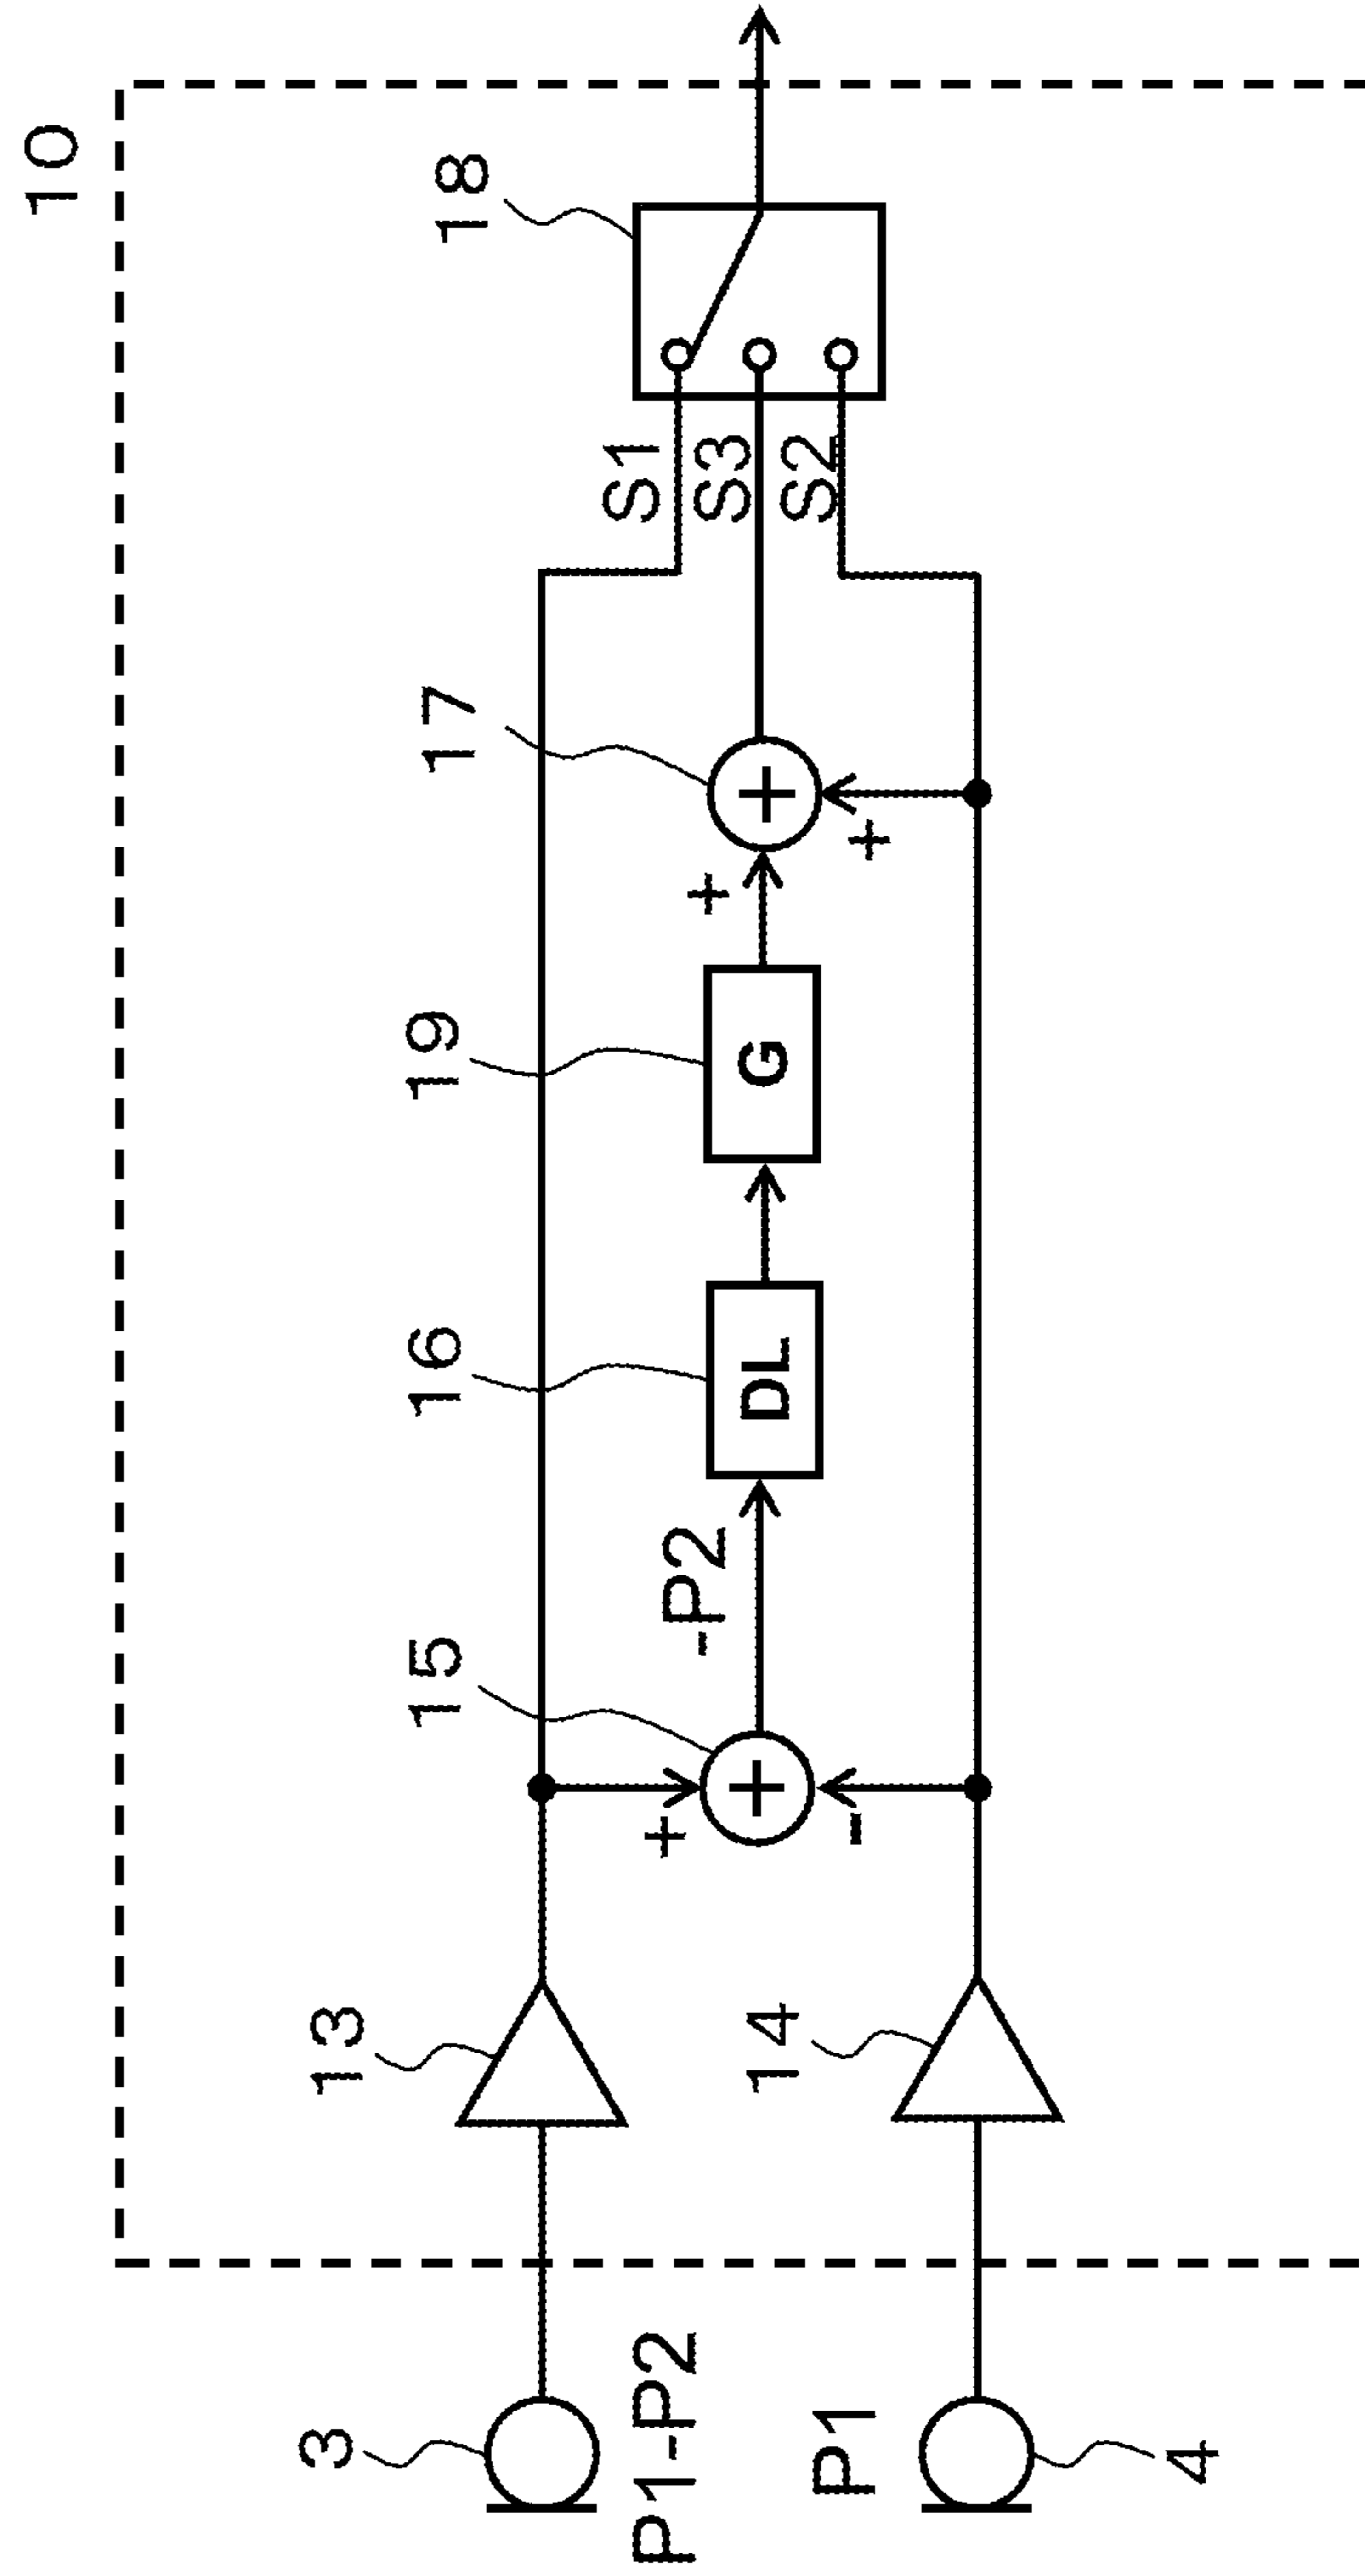 10
3
P1-P2
P1
4
13
14
15
+
+
-
-P2
16
DL
19
G
17
+
+
+
S1
S3
S2
18